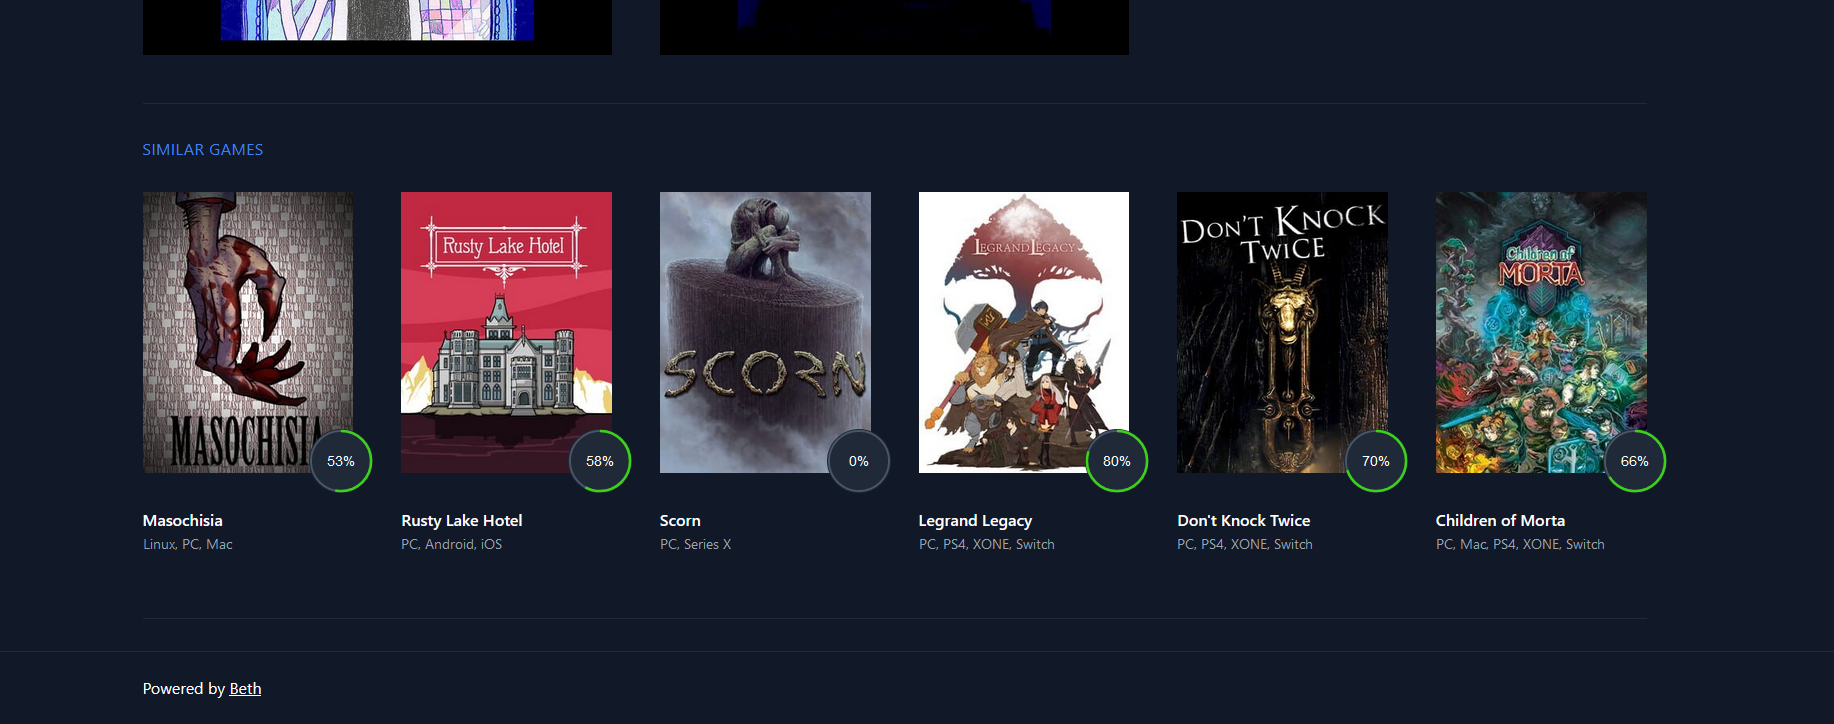 SIMILAR GAMES
MASOCHISIA
Rusty Lake Hotel
SCORN
LEGRAND LEGACY
DON'T KNOCK
TWICE
Children of
MORTA
53%
58%
0%
80%
70%
66%
Masochisia
Rusty Lake Hotel
Scorn
Legrand Legacy
Don't Knock Twice
Children of Morta
Linux, PC, Mac
PC, Android, iOS
PC, Series X
PC, PS4, XONE, Switch
PC, PS4, XONE, Switch
PC, Mac, PS4, XONE, Switch
Powered by Beth